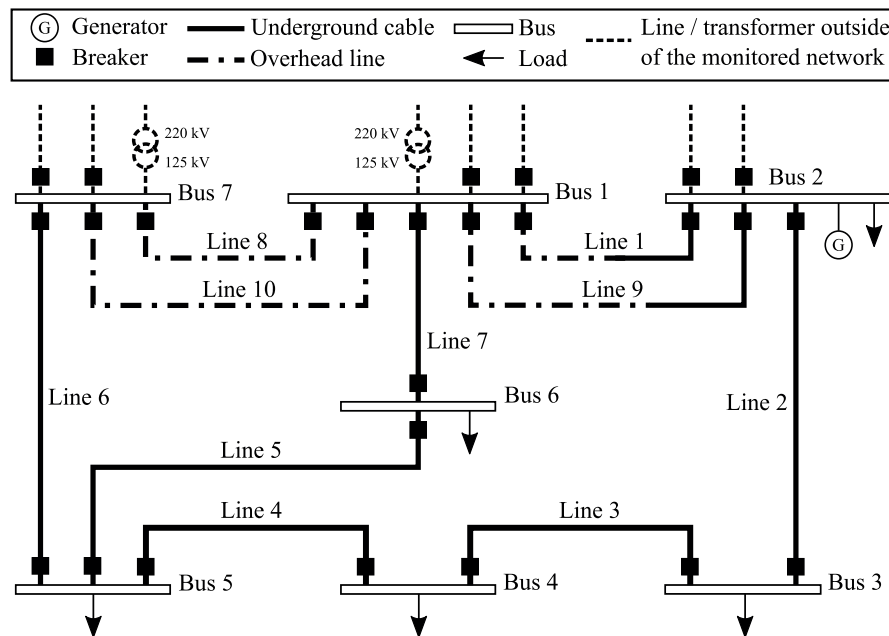 G Generator Underground cable Bus Line / transformer outside
Breaker Overhead line Load of the monitored network
220 kV 220 kV
125 kV 125 kV
Bus 7 Bus 1 Bus 2
Line 8 Line 1 G
Line 10 Line 9
Line 7
Line 6 Bus 6 Line 2
Line 5
Line 4 Line 3
Bus 5 Bus 4 Bus 3